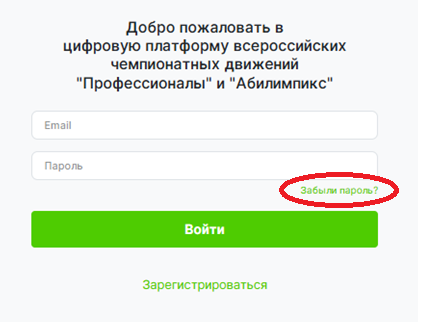 Добро пожаловать в
цифровую платформу всероссийских
чемпионатных движений
"Профессионалы" и "Абилимпикс"
Email
Пароль
Забыли пароль?
Войти
Зарегистрироваться